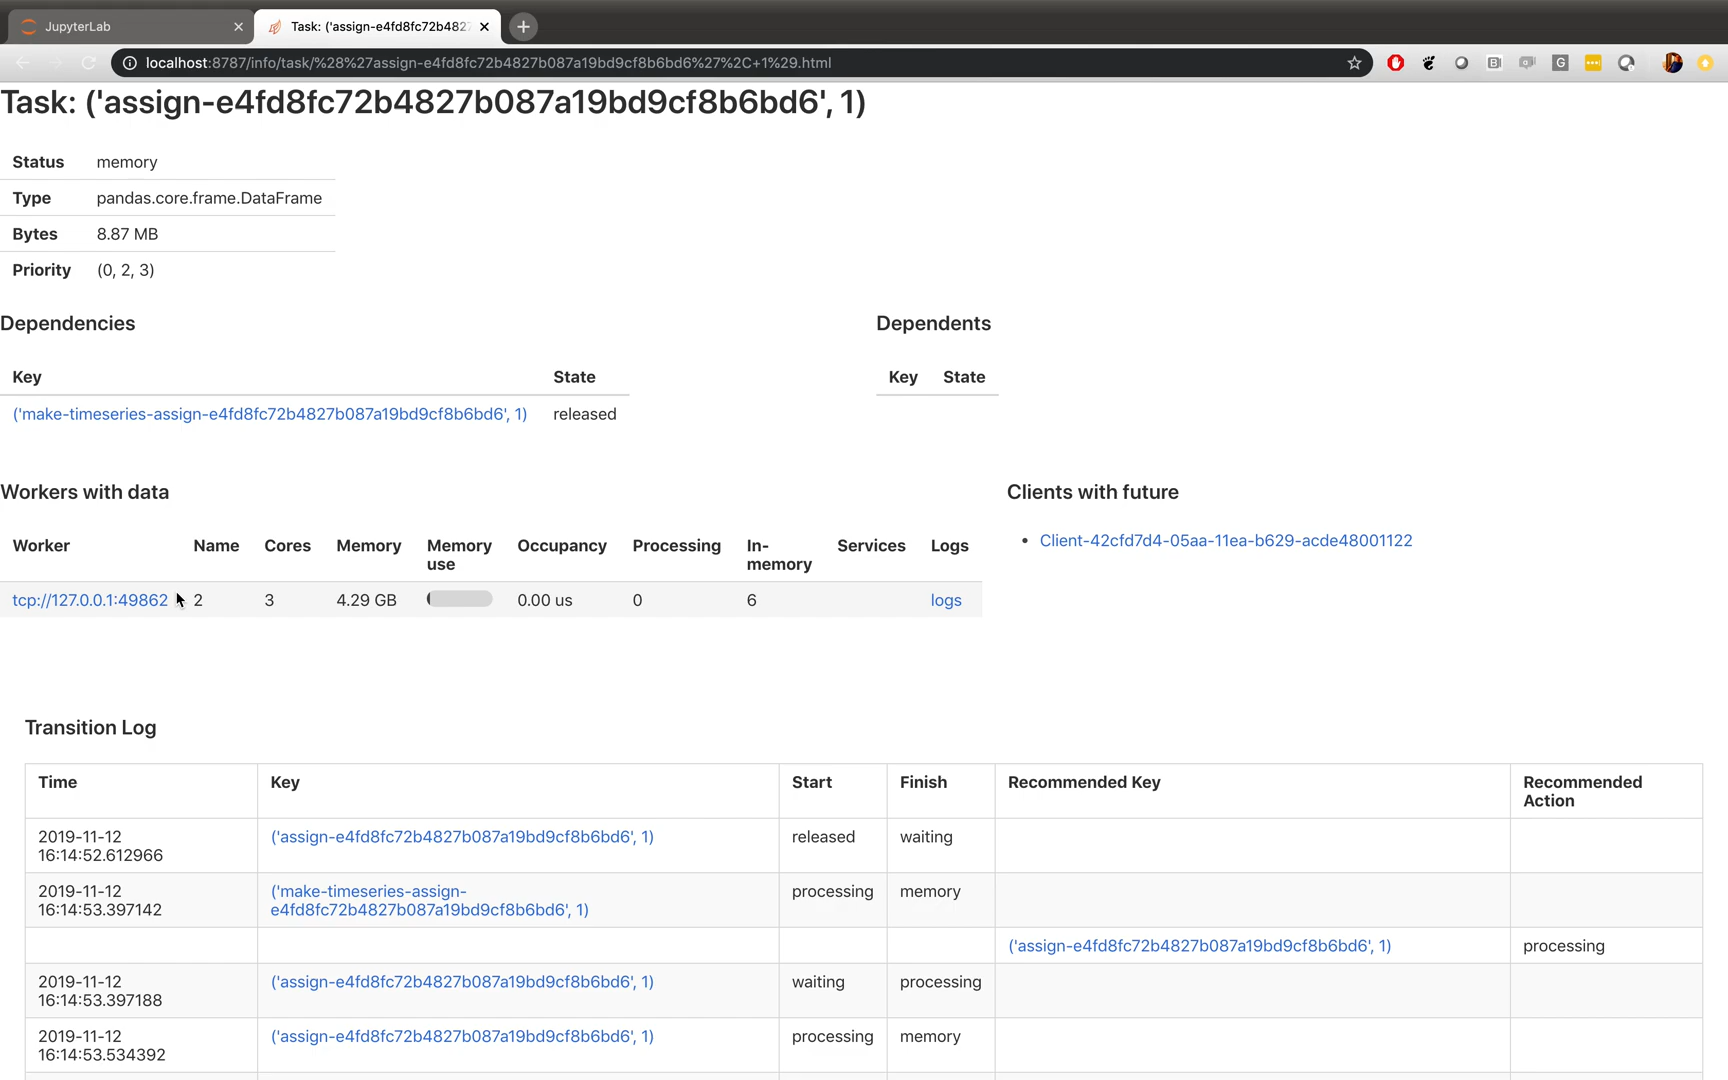 JupyterLab
Task: ('assign-e4fd8fc72b482
localhost:8787/info/task/%28%27assign-e4fd8fc72b4827b087a19bd9cf8b6bd6%27%2C+1%29.html
Task: ('assign-e4fd8fc72b4827b087a19bd9cf8b6bd6', 1)
Status memory
Type pandas.core.frame.DataFrame
Bytes 8.87 MB
Priority (0, 2, 3)
Dependencies
Key State
('make-timeseries-assign-e4fd8fc72b4827b087a19bd9cf8b6bd6', 1) released
Dependents
Key State
Workers with data
Worker Name Cores Memory Memory use Occupancy Processing In-memory Services Logs
tcp://127.0.0.1:49862 2 3 4.29 GB 0.00 us 0 6 logs
Clients with future
• Client-42cfd7d4-05aa-11ea-b629-acde48001122
Transition Log
Time Key Start Finish Recommended Key Recommended Action
2019-11-12 16:14:52.612966 ('assign-e4fd8fc72b4827b087a19bd9cf8b6bd6', 1) released waiting
2019-11-12 16:14:53.397142 ('make-timeseries-assign-e4fd8fc72b4827b087a19bd9cf8b6bd6', 1) processing memory
('assign-e4fd8fc72b4827b087a19bd9cf8b6bd6', 1) processing
2019-11-12 16:14:53.397188 ('assign-e4fd8fc72b4827b087a19bd9cf8b6bd6', 1) waiting processing
2019-11-12 16:14:53.534392 ('assign-e4fd8fc72b4827b087a19bd9cf8b6bd6', 1) processing memory